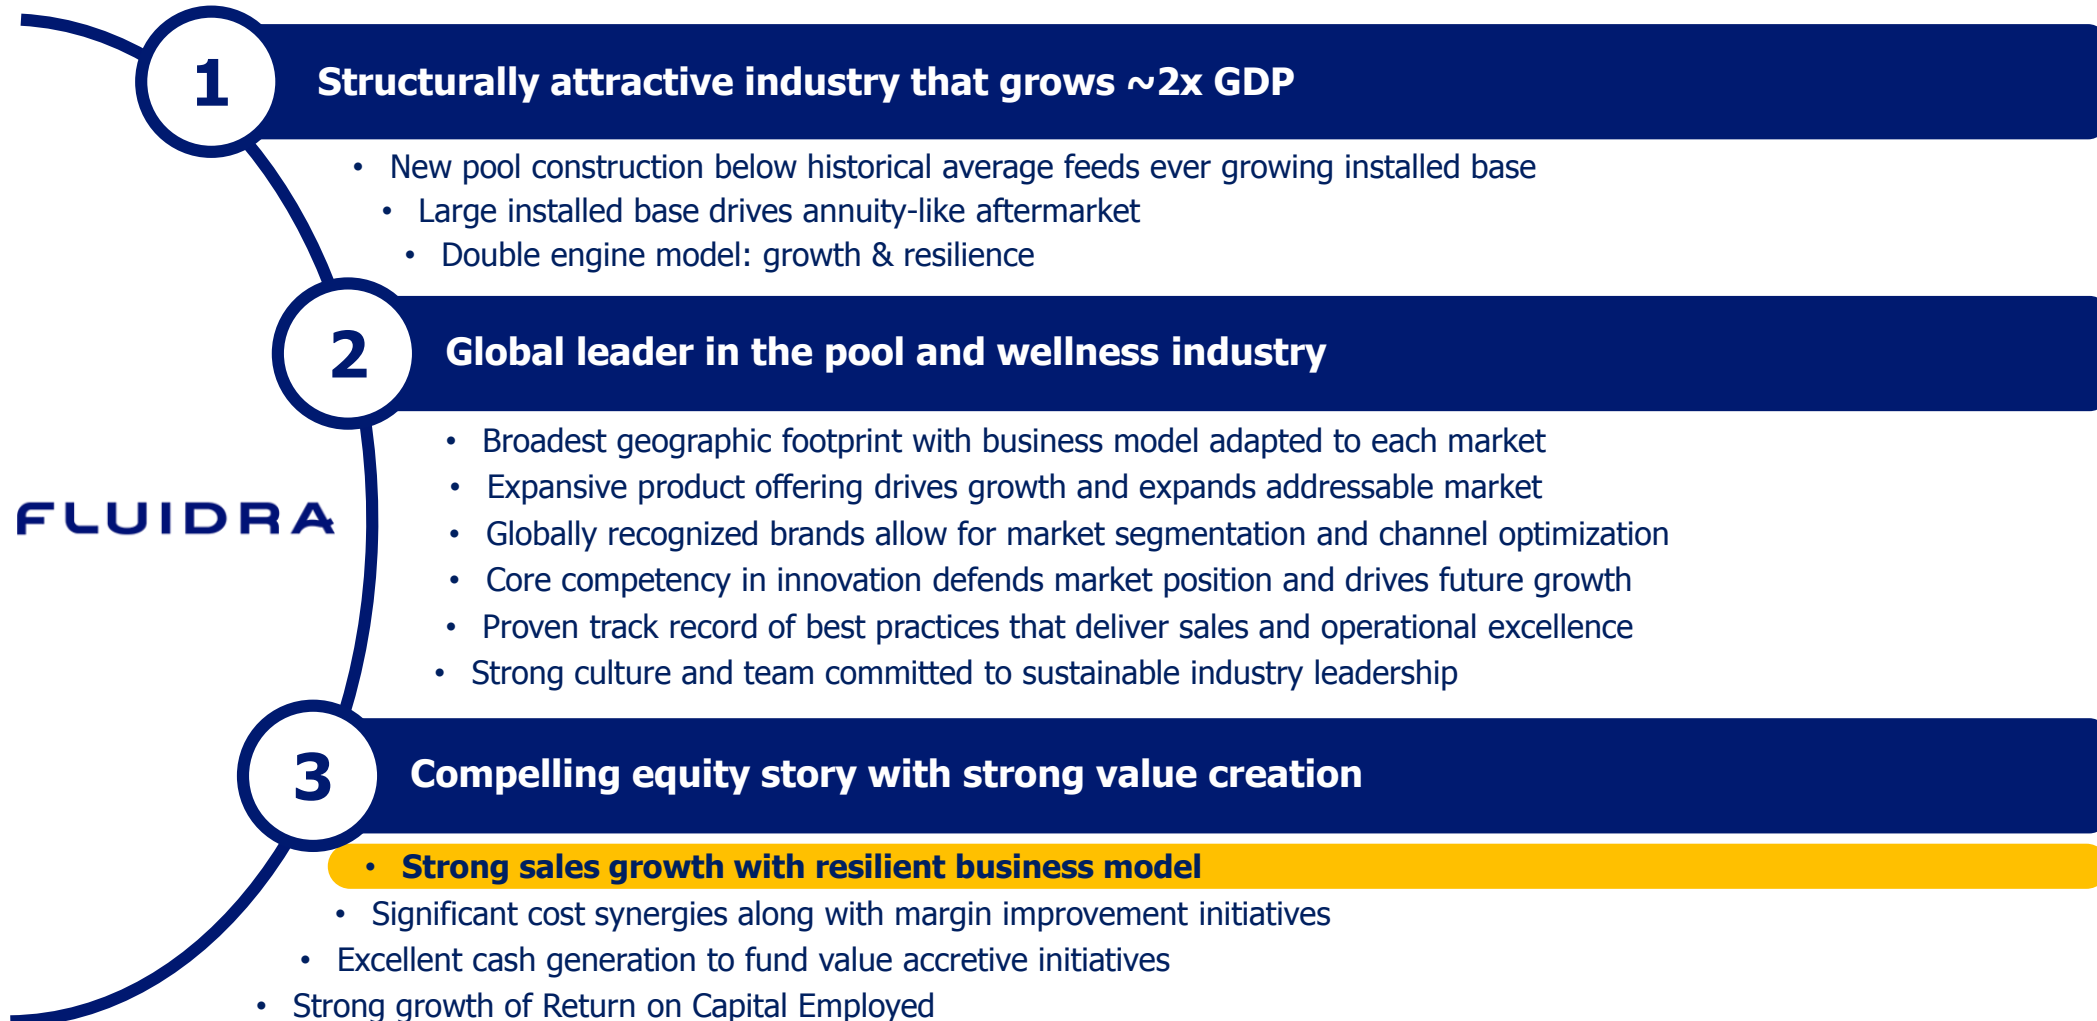 1
Structurally attractive industry that grows ~2x GDP
• New pool construction below historical average feeds ever growing installed base
• Large installed base drives annuity-like aftermarket
• Double engine model: growth & resilience
2
Global leader in the pool and wellness industry
• Broadest geographic footprint with business model adapted to each market
• Expansive product offering drives growth and expands addressable market
FLUIDRA
• Globally recognized brands allow for market segmentation and channel optimization
• Core competency in innovation defends market position and drives future growth
• Proven track record of best practices that deliver sales and operational excellence
• Strong culture and team committed to sustainable industry leadership
3
Compelling equity story with strong value creation
• Strong sales growth with resilient business model
• Significant cost synergies along with margin improvement initiatives
• Excellent cash generation to fund value accretive initiatives
• Strong growth of Return on Capital Employed